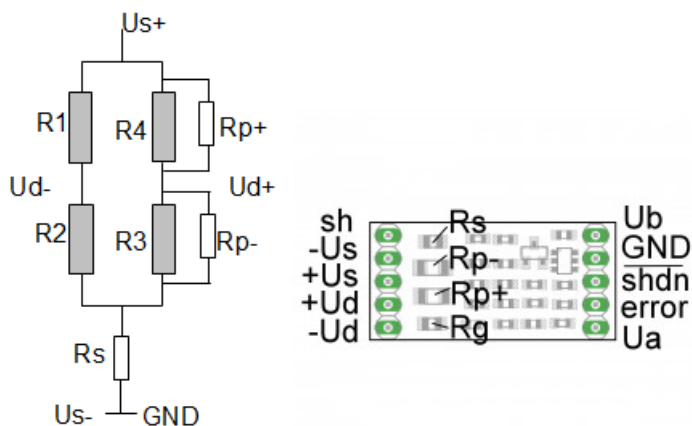 Us+
R1
R4
Rp+
Ud-
Ud+
R2
R3
Rp-
Rs
Us-
GND
sh
-Us
+Us
+Ud
-Ud
Rs
Rp-
Rp+
Rg
Ub
GND
shdn
error
Ua